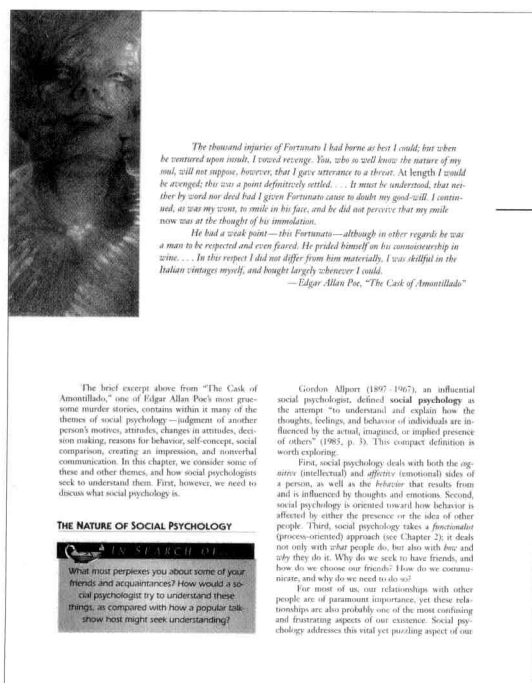 The thousand injuries of Fortunato I had borne as best I could; but when
he ventured upon insult, I vowed revenge. You, who so well know the nature of my
soul, will not suppose, however, that I gave utterance to a threat. At length I would
be avenged; this was a point definitively settled. . . . It must be understood, that nei-
ther by word nor deed had I given Fortunato cause to doubt my good-will. I contin-
ued, as was my wont, to smile in his face, and he did not perceive that my smile
now was at the thought of his immolation.
He had a weak point—this Fortunato—although in other regards he was
a man to be respected and even feared. He prided himself on his connoisseurship in
wine. . . . In this respect I did not differ from him materially, I was skillful in the
Italian vintages myself, and bought largely whenever I could.
—Edgar Allan Poe, "The Cask of Amontillado"
The brief excerpt above from "The Cask of
Amontillado," one of Edgar Allan Poe's most grue-
some murder stories, contains within it many of the
themes of social psychology—judgment of another
person's motives, attitudes, changes in attitudes, deci-
sion making, reasons for behavior, self-concept, social
comparison, creating an impression, and nonverbal
communication. In this chapter, we consider some of
these and other themes, and how social psychologists
seek to understand them. First, however, we need to
discuss what social psychology is.
THE NATURE OF SOCIAL PSYCHOLOGY
IN SEARCH OF...
What most perplexes you about some of your
friends and acquaintances? How would a so-
cial psychologist try to understand these
things, as compared with how a popular talk-
show host might seek understanding?
Gordon Allport (1897–1967), an influential
social psychologist, defined social psychology as
the attempt "to understand and explain how the
thoughts, feelings, and behavior of individuals are in-
fluenced by the actual, imagined, or implied presence
of others" (1985, p. 3). This compact definition is
worth exploring.
First, social psychology deals with both the cog-
nitive (intellectual) and affective (emotional) sides of
a person, as well as the behavior that results from
and is influenced by thoughts and emotions. Second,
social psychology is oriented toward how behavior is
affected by either the presence or the idea of other
people. Third, social psychology takes a functionalist
(process-oriented) approach (see Chapter 2); it deals
not only with what people do, but also with how and
why they do it. Why do we seek to have friends, and
how do we choose our friends? How do we commu-
nicate, and why do we need to do so?
For most of us, our relationships with other
people are of paramount importance, yet these rela-
tionships are also probably one of the most confusing
and frustrating aspects of our existence. Social psy-
chology addresses this vital yet puzzling aspect of our